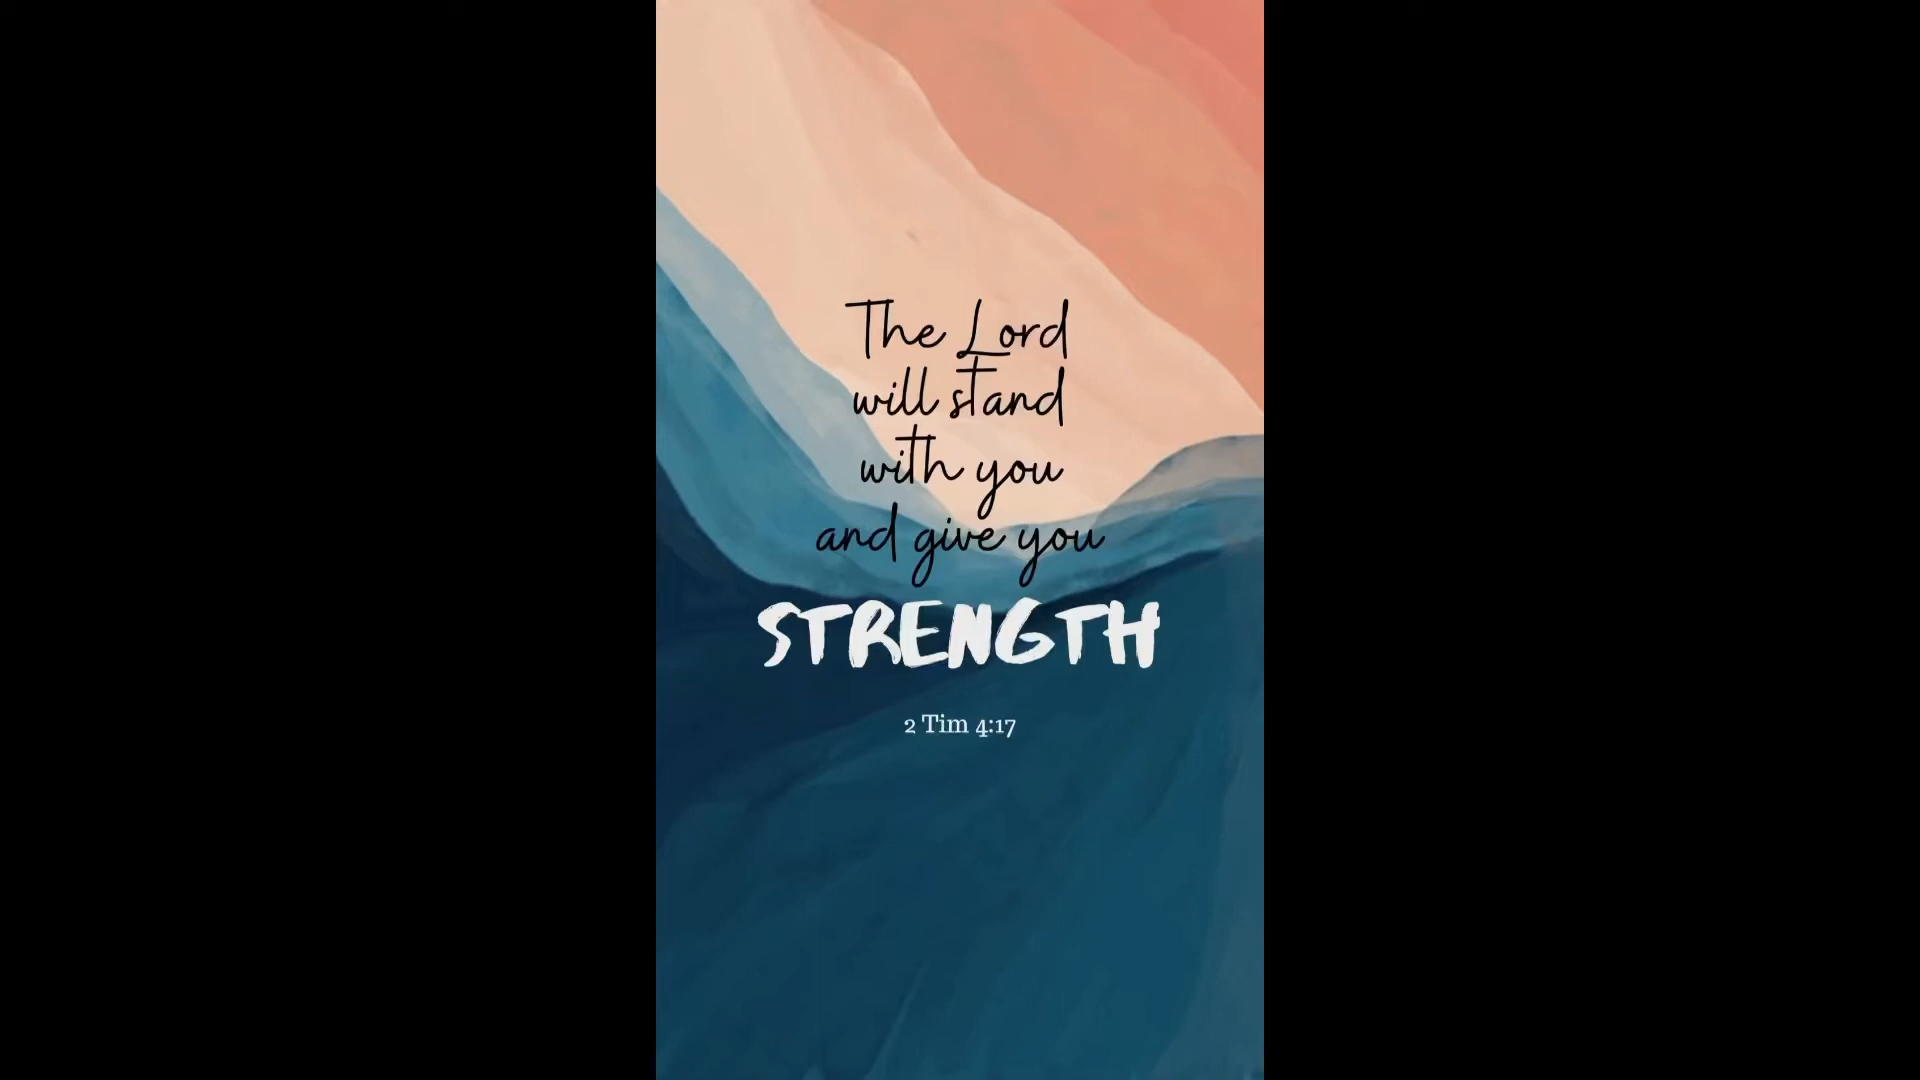 The Lord
will stand
with you
and give you
STRENGTH
2 Tim 4:17